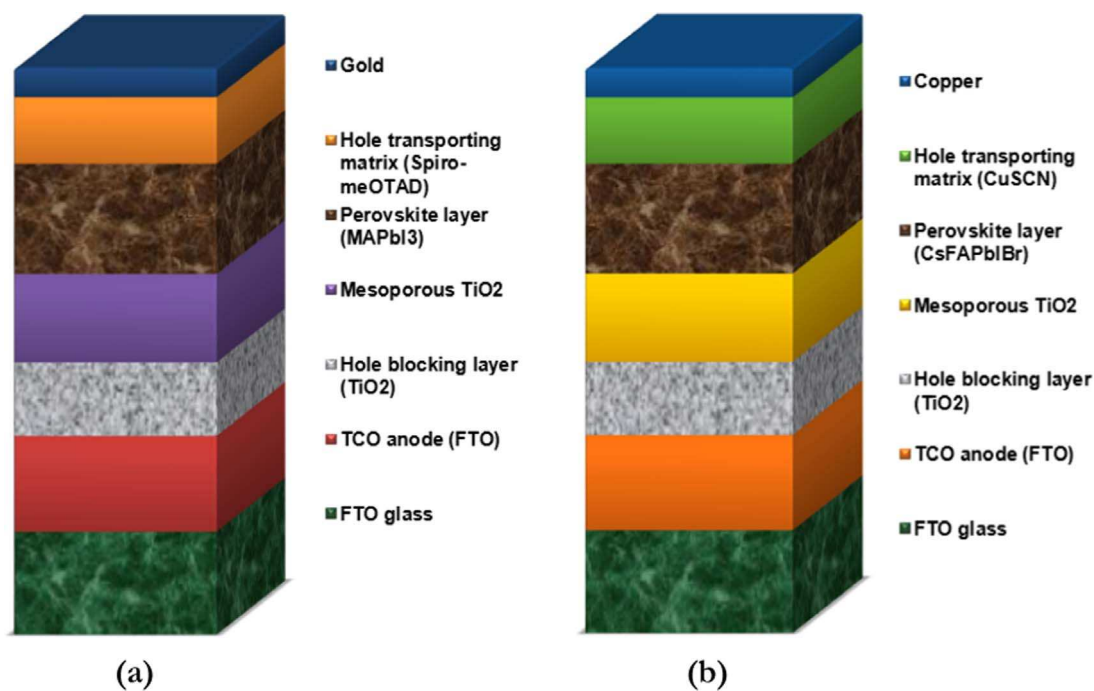 Gold
Hole transporting
matrix (Spiro-
meOTAD)
Perovskite layer
(MAPbI3)
Mesoporous TiO2
Hole blocking layer
(TiO2)
TCO anode (FTO)
FTO glass
(a)
Copper
Hole transporting
matrix (CuSCN)
Perovskite layer
(CsFAPbIBr)
Mesoporous TiO2
Hole blocking layer
(TiO2)
TCO anode (FTO)
FTO glass
(b)